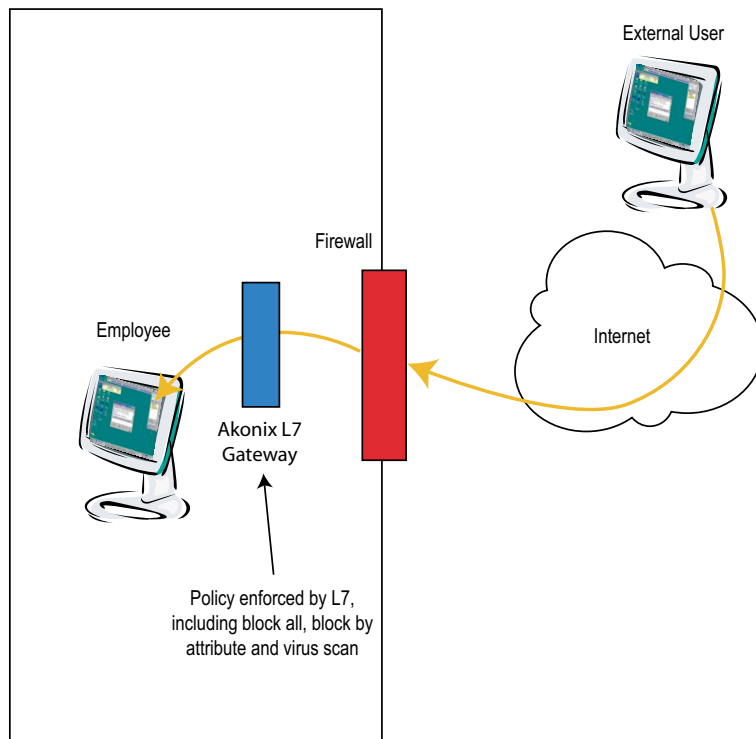 External User
Firewall
Internet
Employee
Akonix L7
Gateway
Policy enforced by L7,
including block all, block by
attribute and virus scan